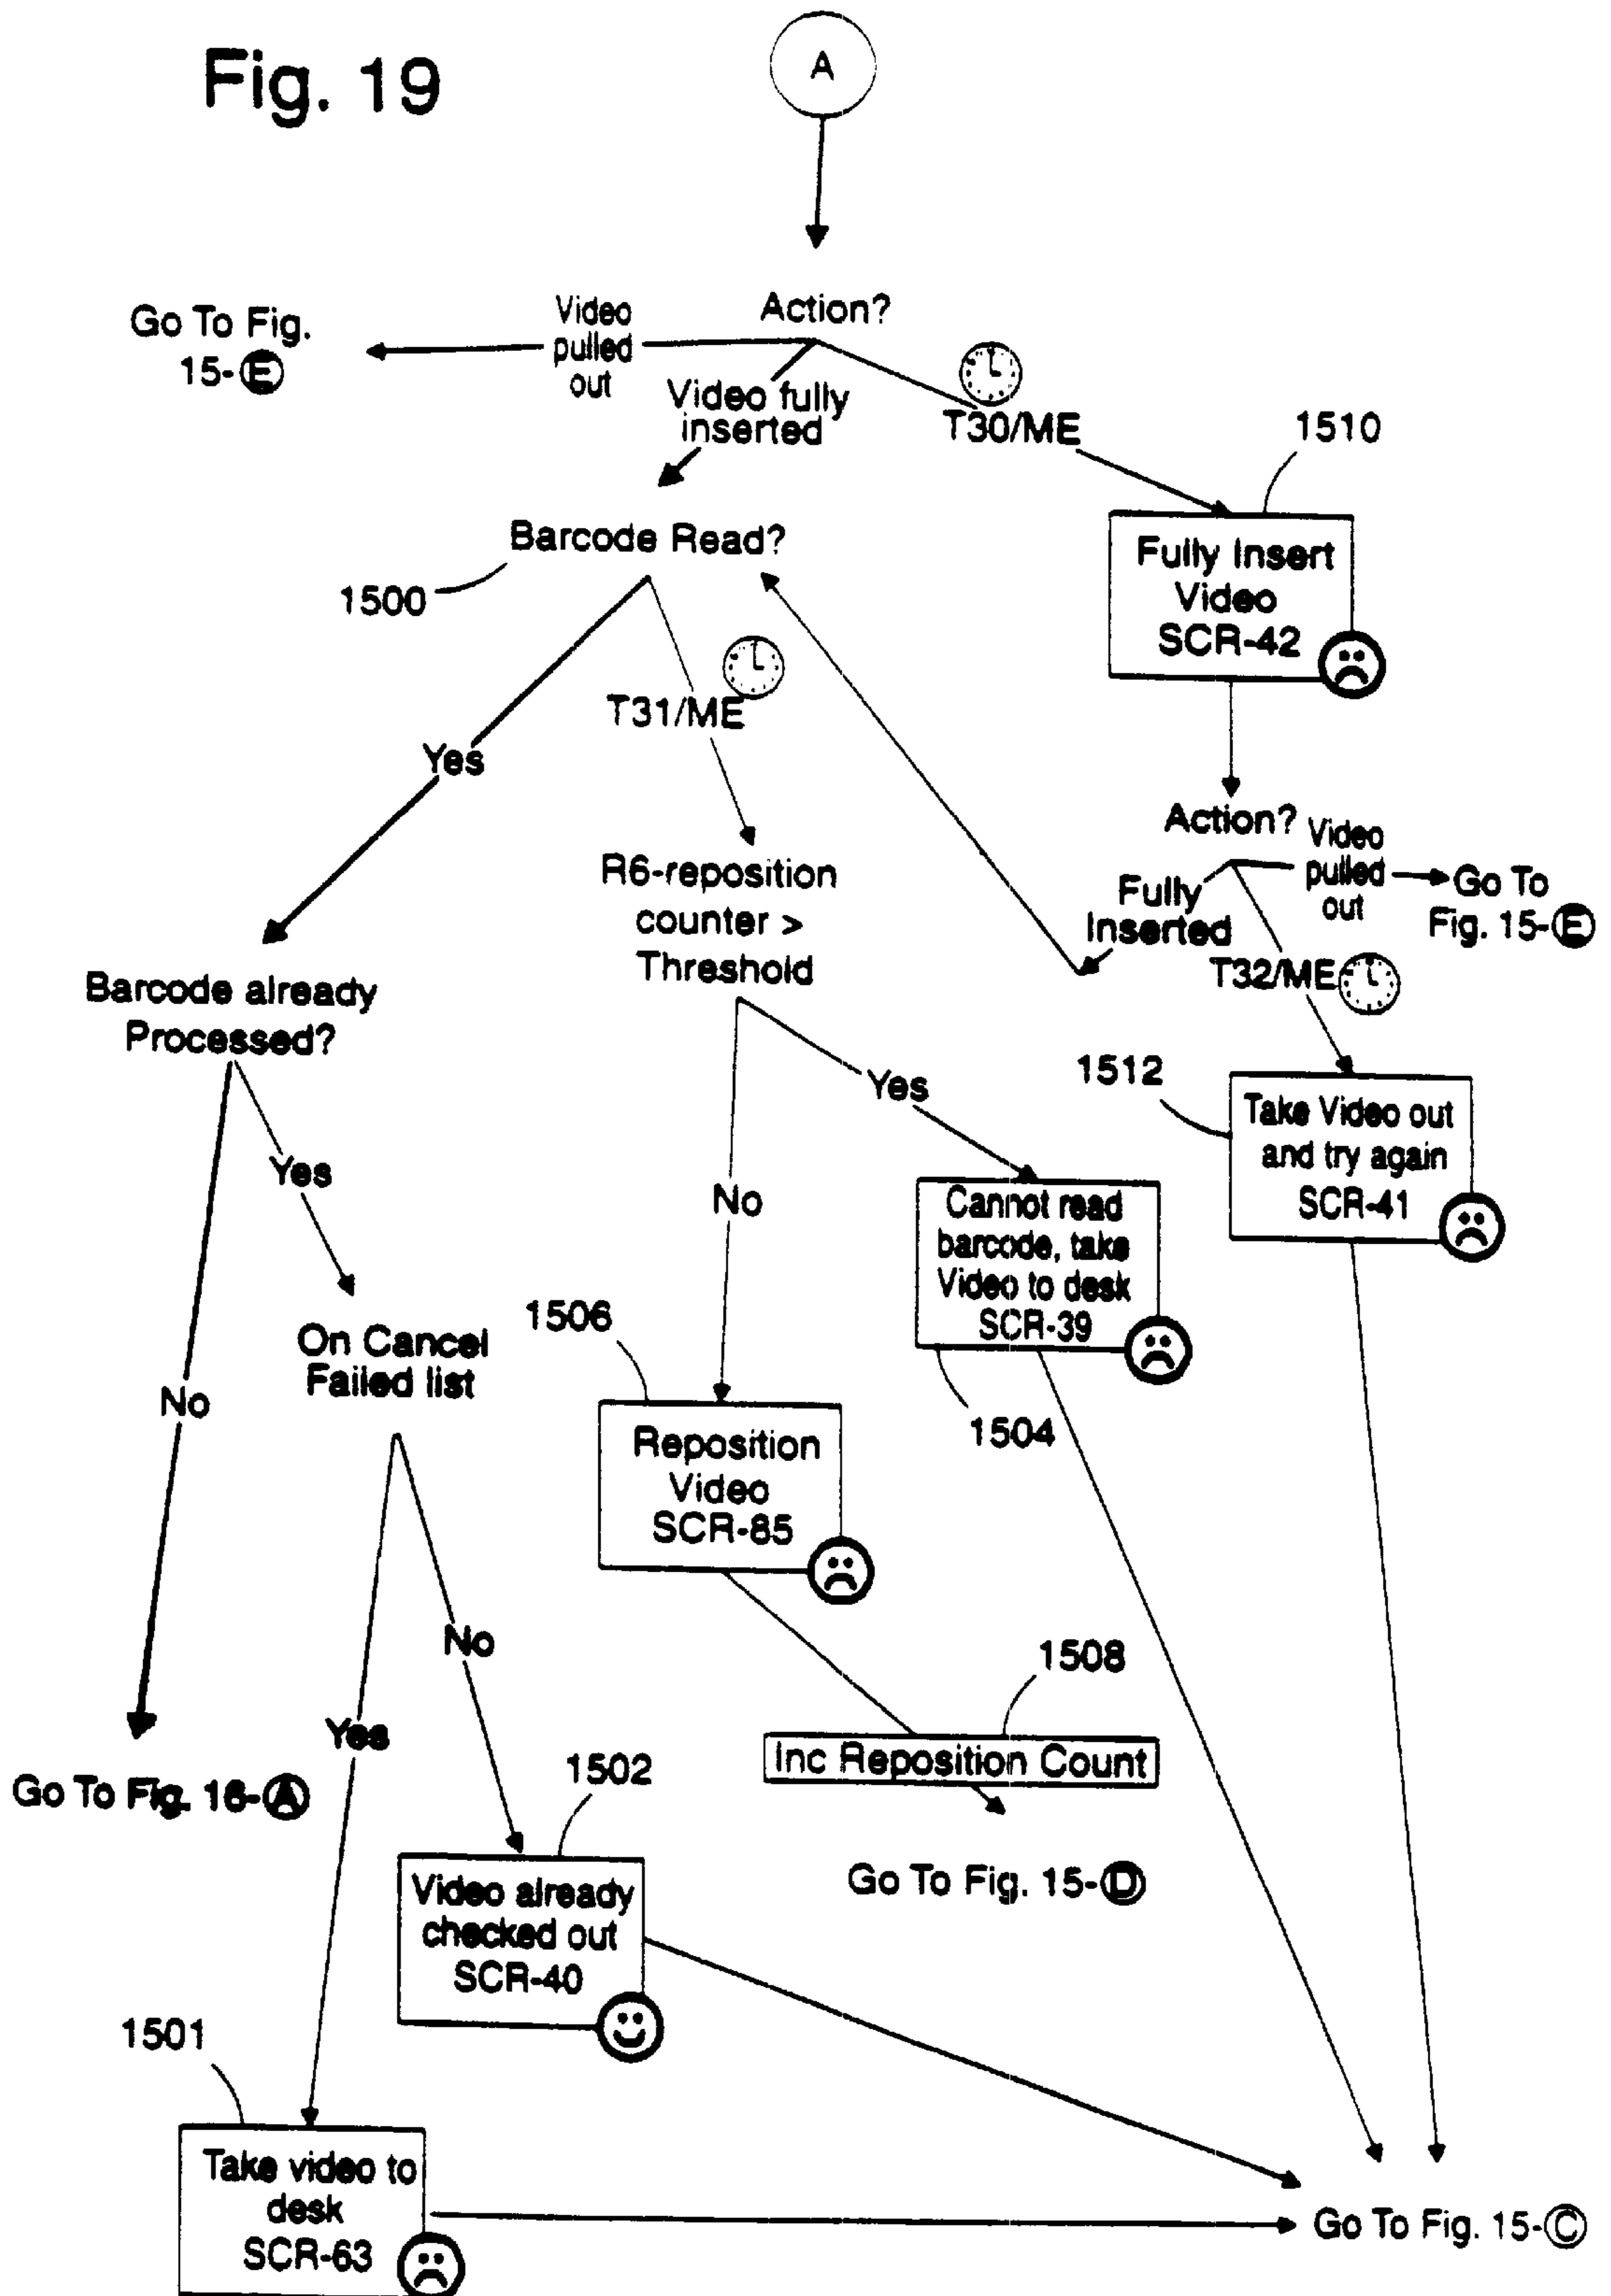 Fig. 19
A
Action?
Go To Fig.
15-E
Video
pulled
out
Video fully
inserted
T30/ME
1510
Barcode Read?
1500
Fully Insert
Video
SCR-42
T31/ME
Yes
Action?
Video
pulled
out
Go To
Fig. 15-E
Fully
Inserted
T32/ME
R6-reposition
counter >
Threshold
Barcode already
Processed?
Yes
1512
Take Video out
and try again
SCR-41
Yes
No
Cannot read
barcode, take
Video to desk
SCR-39
1504
On Cancel
Failed list
1506
No
Reposition
Video
SCR-85
No
1508
Inc Reposition Count
Yes
Go To Fig. 16-A
1502
Go To Fig. 15-D
Video already
checked out
SCR-40
1501
Take video to
desk
SCR-63
Go To Fig. 15-C